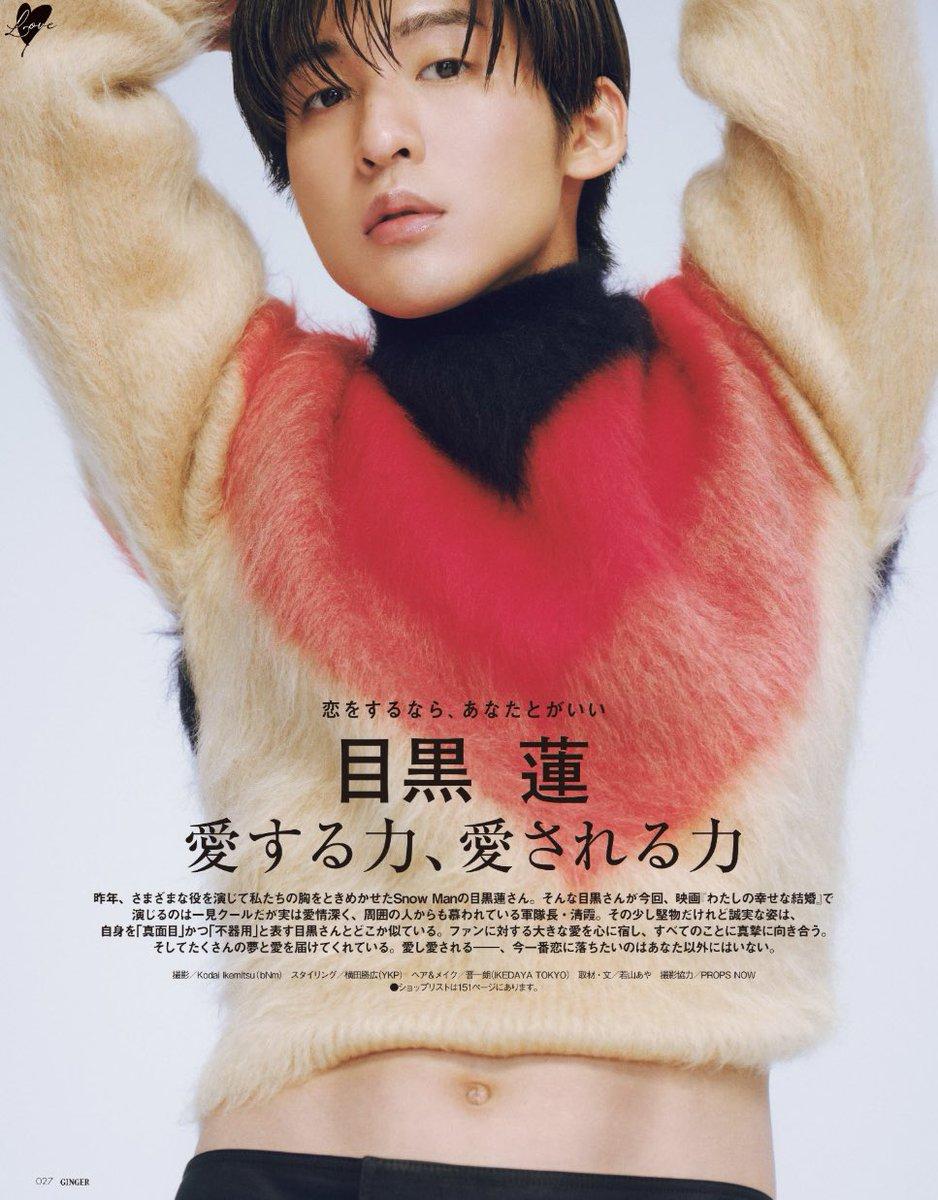 Love
恋をするなら、あなたとがいい
目黒 蓮
愛する力、愛される力
昨年、さまざまな役を演じて私たちの胸をときめかせたSnow Manの目黒蓮さん。そんな目黒さんが今回、映画『わたしの幸せな結婚』で
演じるのは一見クールだが実は愛情深く、周囲の人からも慕われている軍隊長・清霞。その少し堅物だけれど誠実な姿は、
自身を「真面目」かつ「不器用」と表す目黒さんとどこか似ている。ファンに対する大きな愛を心に宿し、すべてのことに真摯に向き合う。
そしてたくさんの夢と愛を届けてくれている。愛し愛される——、今一番恋に落ちたいのはあなた以外にはいない。
撮影／Kodai Ikemitsu（bNm） スタイリング／横田勝広（YKP） ヘア＆メイク／晋一朗（IKEDAYA TOKYO） 取材・文／若山あや 撮影協力／PROPS NOW
●ショップリストは151ページにあります。
027 GINGER